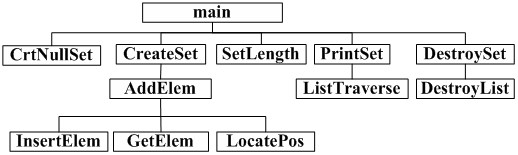 main
CrtNullSet CreateSet SetLength PrintSet DestroySet
AddElem ListTraverse DestroyList
InsertElem GetElem LocatePos